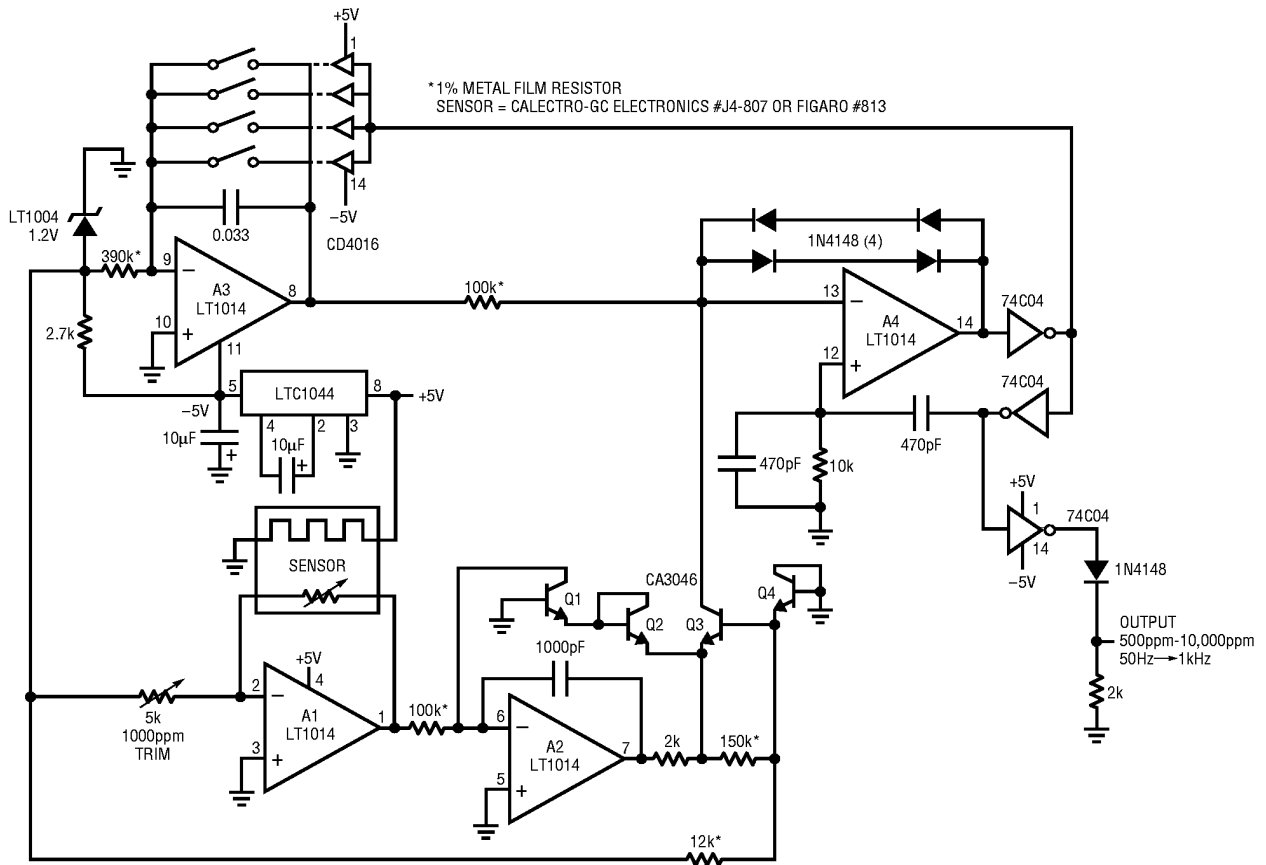 +5V
1
*1% METAL FILM RESISTOR
SENSOR = CALECTRO-GC ELECTRONICS #J4-807 OR FIGARO #813
14
−5V
LT1004
1.2V
0.033
CD4016
1N4148 (4)
390k*
9
−
A3
LT1014
8
10
+
11
2.7k
100k*
13
−
A4
LT1014
14
12
+
74C04
74C04
5
LTC1044
8
+5V
−5V
4
2
3
10µF
+
10µF
+
470pF
470pF
10k
+5V
1
74C04
14
−5V
1N4148
SENSOR
CA3046
Q1
Q2
Q3
Q4
OUTPUT
500ppm-10,000ppm
50Hz→1kHz
2k
1000pF
+5V
4
5k
1000ppm
TRIM
2
−
A1
LT1014
1
3
+
100k*
6
−
A2
LT1014
7
5
+
2k
150k*
12k*